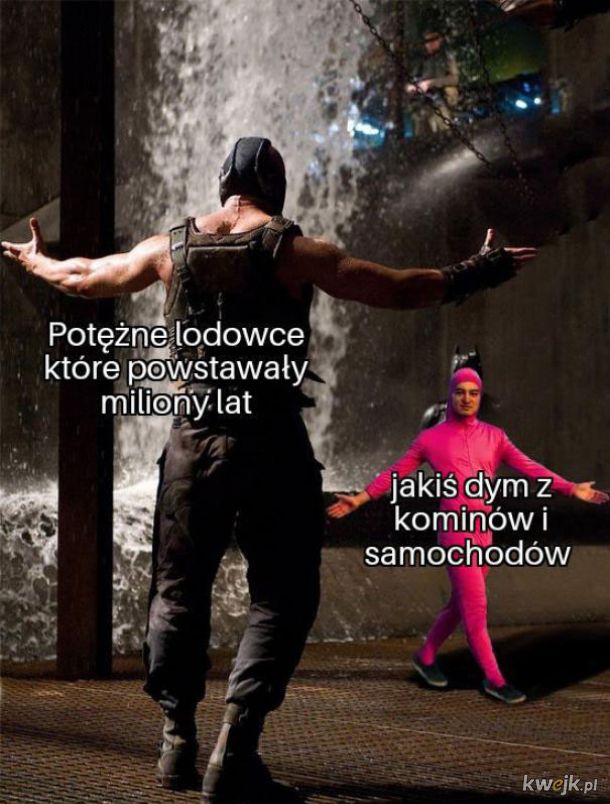 Potężne lodowce
które powstawały
miliony lat
jakiś dym z
kominów i
samochodów
kwejk.pl